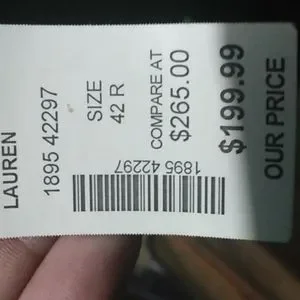 LAUREN
1895 42297
SIZE
42 R
COMPARE AT
$265.00
$199.99
OUR PRICE
1895 42297